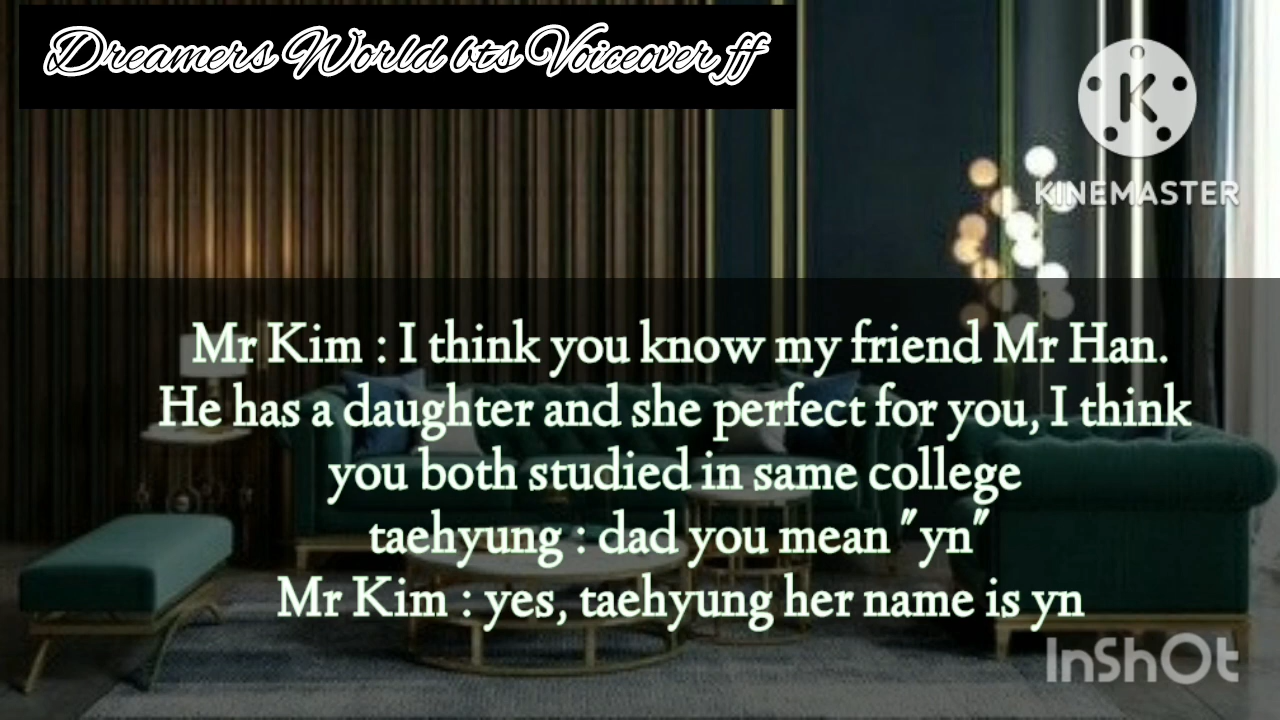 Dreamers World bts Voiceover ff
K
KINEMASTER
Mr Kim : I think you know my friend Mr Han.
He has a daughter and she perfect for you, I think
you both studied in same college
taehyung : dad you mean "yn"
Mr Kim : yes, taehyung her name is yn
InShOt